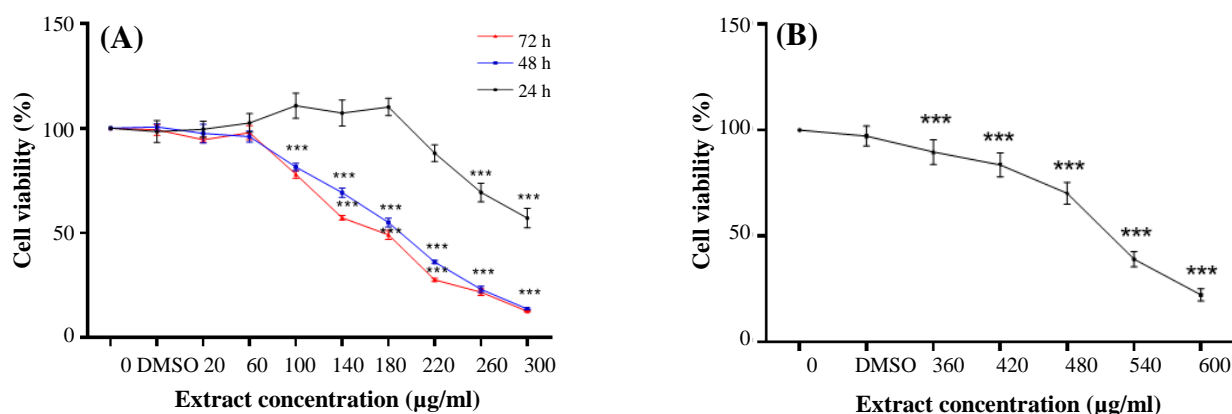 (A)
Cell viability (%)
150
100
50
0
72 h
48 h
24 h
***
***
***
***
***
***
***
***
***
***
***
0 DMSO 20 60 100 140 180 220 260 300
Extract concentration (µg/ml)
(B)
Cell viability (%)
150
100
50
0
***
***
***
***
***
0 DMSO 360 420 480 540 600
Extract concentration (µg/ml)